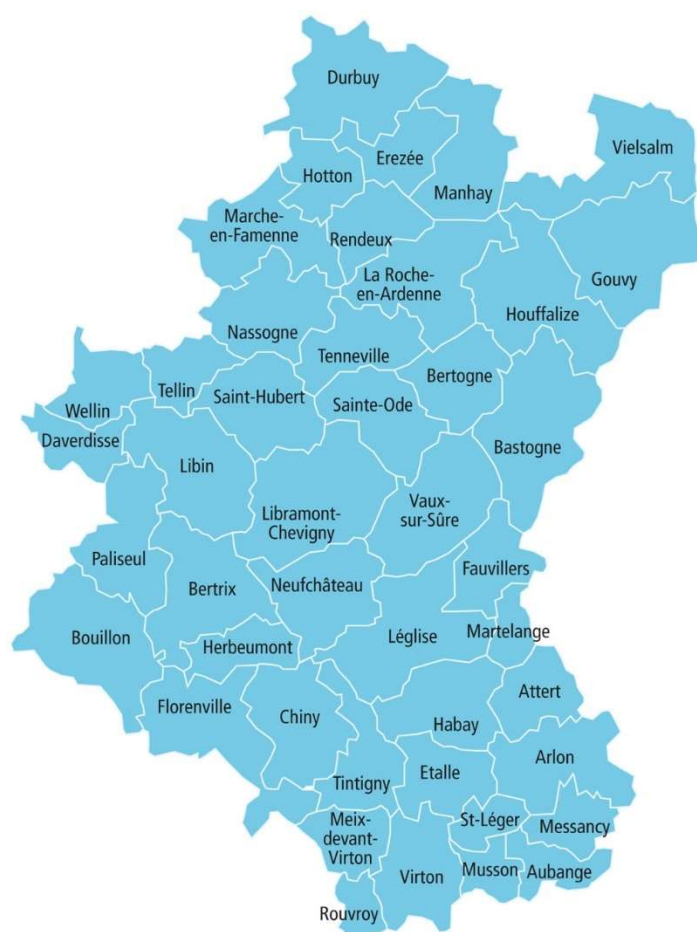 Durbuy
Vielsalm
Erezée
Hotton
Manhay
Marche-
en-Famenne
Rendeux
La Roche-
en-Ardenne
Gouvy
Houffalize
Nassogne
Tenneville
Bertogne
Tellin
Saint-Hubert
Sainte-Ode
Wellin
Daverdisse
Bastogne
Libin
Libramont-
Chevigny
Vaux-
sur-Sûre
Paliseul
Fauvillers
Bertrix
Neufchâteau
Bouillon
Herbeumont
Léglise
Martelange
Attert
Florenville
Chiny
Habay
Arlon
Etalle
Tintigny
Meix-
devant-
Virton
St-Léger
Messancy
Virton
Musson
Aubange
Rouvroy